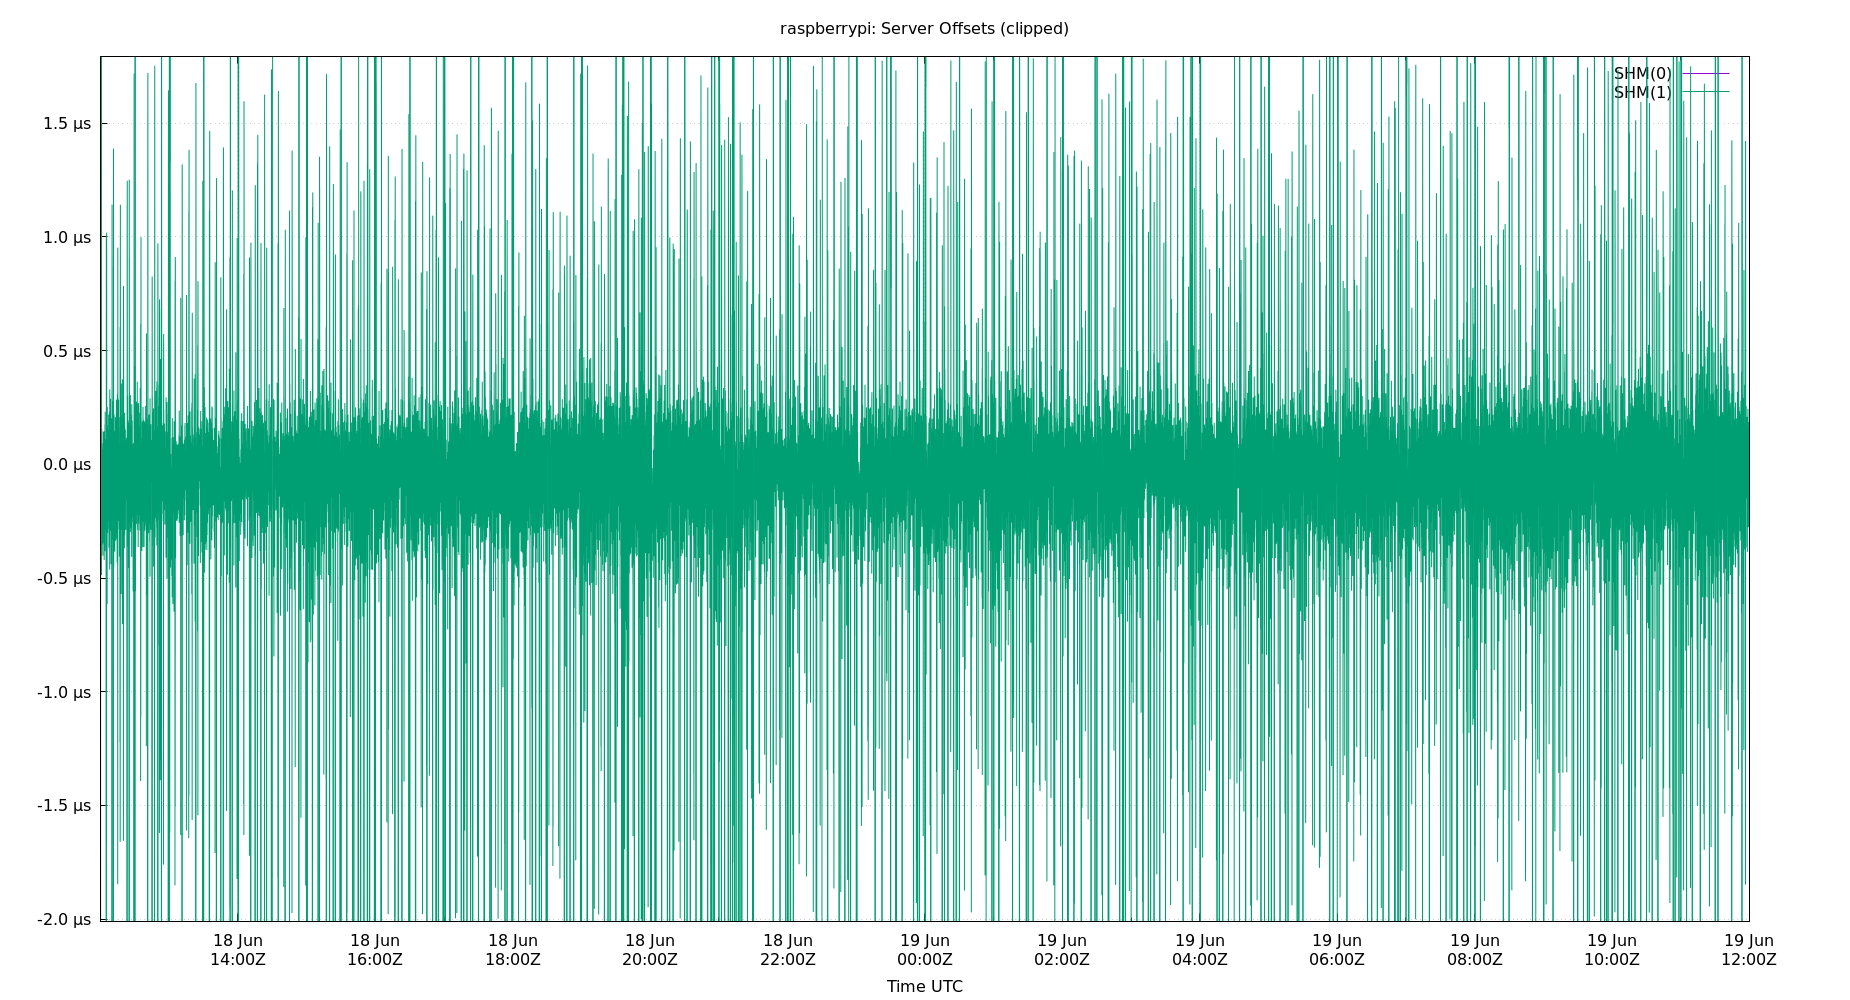 raspberrypi: Server Offsets (clipped)
SHM(0)
SHM(1)
1.5 µs
1.0 µs
0.5 µs
0.0 µs
-0.5 µs
-1.0 µs
-1.5 µs
-2.0 µs
18 Jun 18 Jun 18 Jun 18 Jun 18 Jun 19 Jun 19 Jun 19 Jun 19 Jun 19 Jun 19 Jun 19 Jun
14:00Z 16:00Z 18:00Z 20:00Z 22:00Z 00:00Z 02:00Z 04:00Z 06:00Z 08:00Z 10:00Z 12:00Z
Time UTC